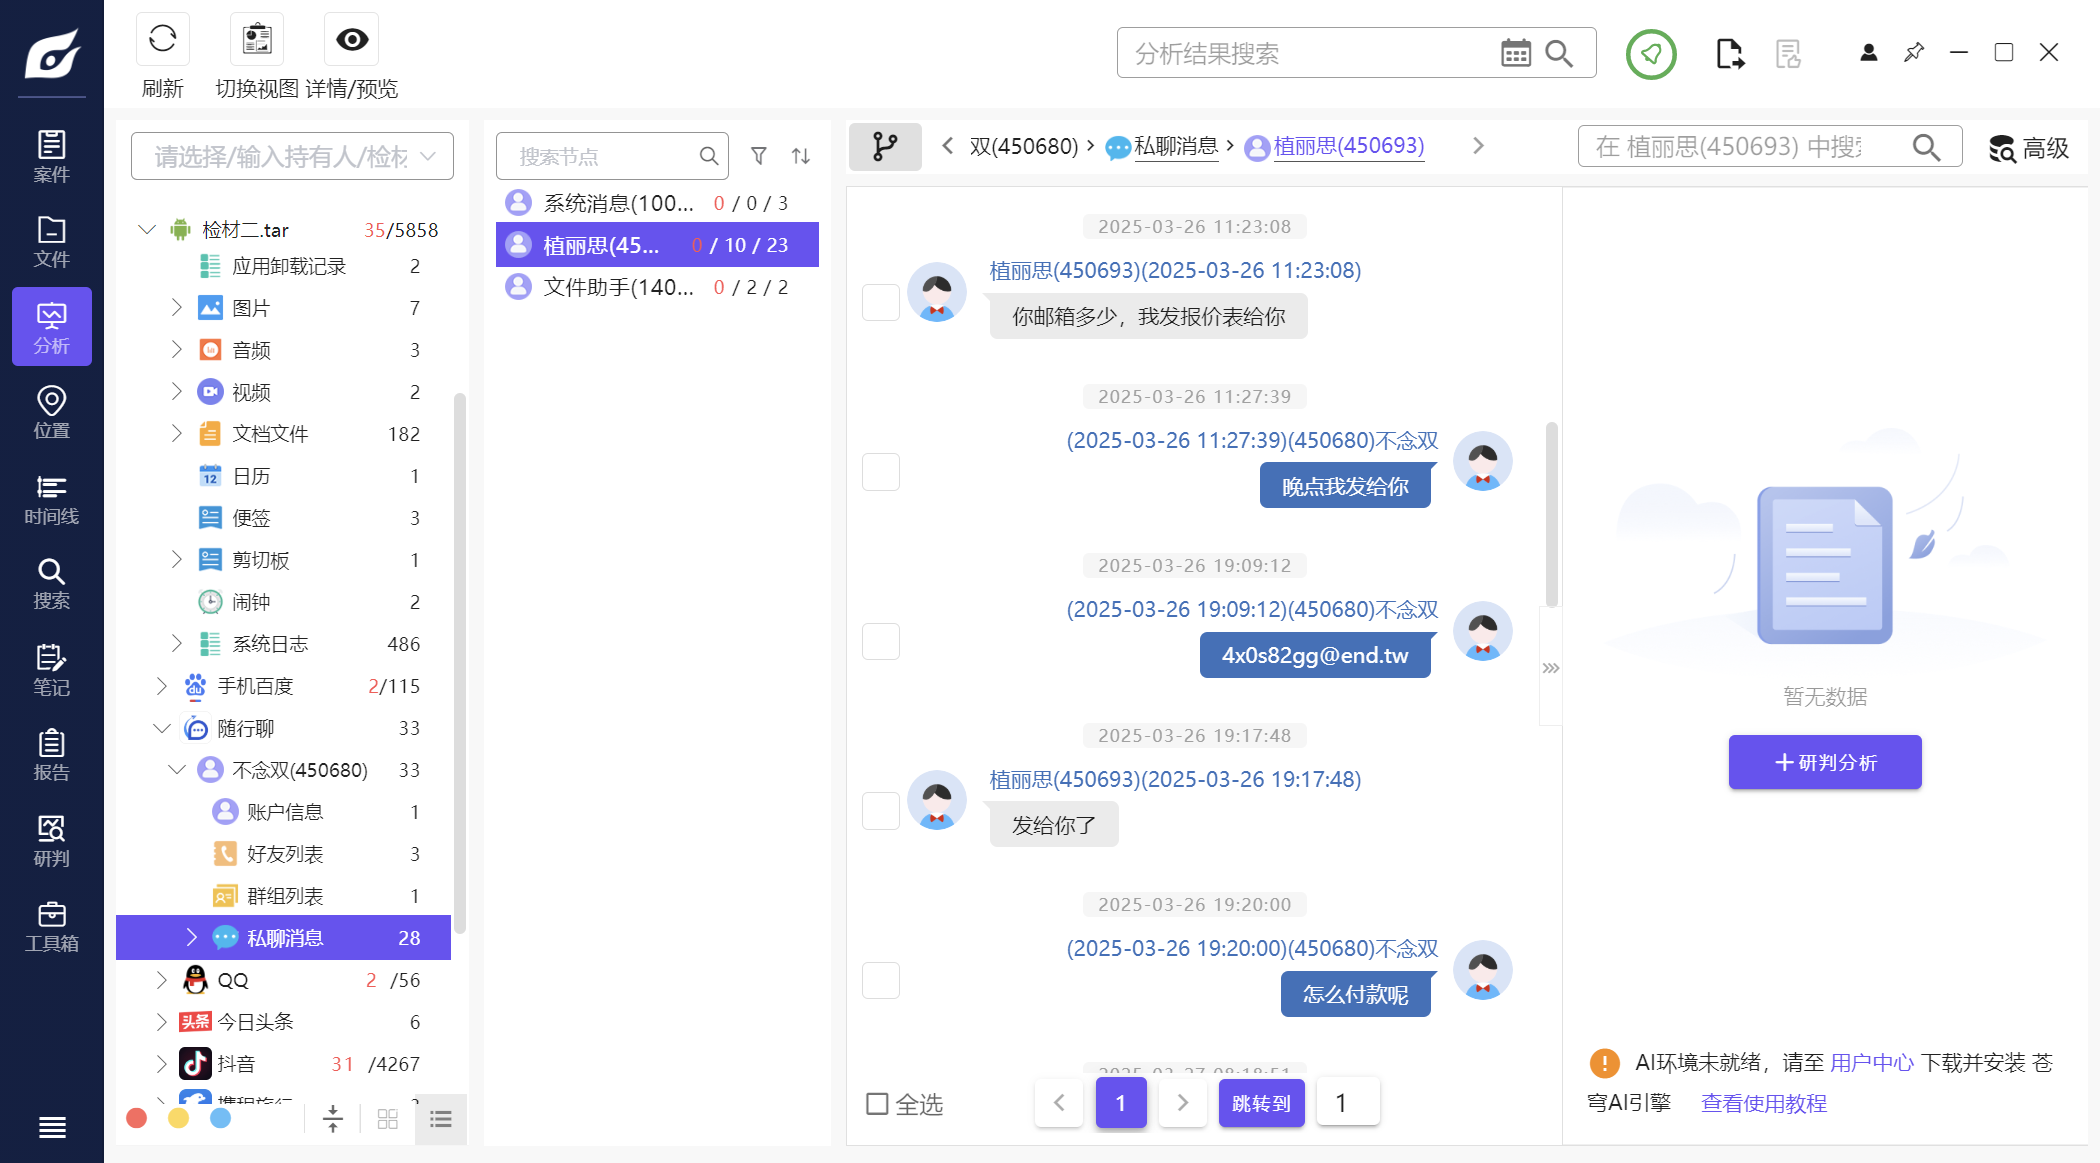 刷新
切换视图
详情/预览
分析结果搜索
案件
文件
分析
位置
时间线
搜索
笔记
报告
研判
工具箱
请选择/输入持有人/检材
检材二.tar 35/5858
应用卸载记录 2
图片 7
音频 3
视频 2
文档文件 182
12 日历 1
便签 3
剪切板 1
闹钟 2
系统日志 486
du 手机百度 2/115
随行聊 33
不念双(450680) 33
账户信息 1
好友列表 3
群组列表 1
私聊消息 28
QQ 2 /56
头条 今日头条 6
抖音 31 /4267
携程旅行
搜索节点
系统消息(100... 0 / 0 / 3
植丽思(45... 0 / 10 / 23
文件助手(140... 0 / 2 / 2
双(450680) 私聊消息 植丽思(450693)
在 植丽思(450693) 中搜索
高级
2025-03-26 11:23:08
植丽思(450693)(2025-03-26 11:23:08)
你邮箱多少，我发报价表给你
2025-03-26 11:27:39
(2025-03-26 11:27:39)(450680)不念双
晚点我发给你
2025-03-26 19:09:12
(2025-03-26 19:09:12)(450680)不念双
4x0s82gg@end.tw
2025-03-26 19:17:48
植丽思(450693)(2025-03-26 19:17:48)
发给你了
2025-03-26 19:20:00
(2025-03-26 19:20:00)(450680)不念双
怎么付款呢
2025-03-27 08:18:51
全选
1
跳转到
1
暂无数据
研判分析
AI环境未就绪，请至 用户中心 下载并安装 苍
穹AI引擎 查看使用教程